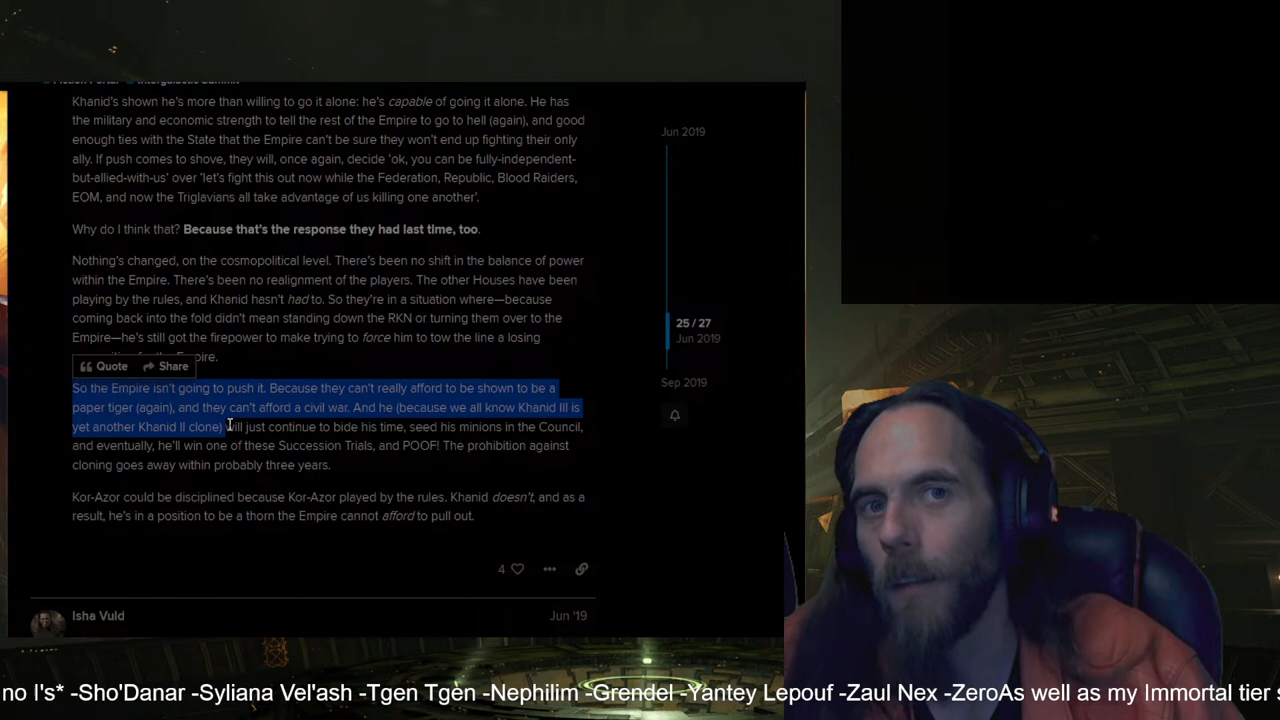 Fiction Portal Intergalactic Summit
Khanid's shown he's more than willing to go it alone: he's capable of going it alone. He has
the military and economic strength to tell the rest of the Empire to go to hell (again), and good
enough ties with the State that the Empire can't be sure they won't end up fighting their only
ally. If push comes to shove, they will, once again, decide 'ok, you can be fully-independent-
but-allied-with-us' over 'let's fight this out now while the Federation, Republic, Blood Raiders,
EOM, and now the Triglavians all take advantage of us killing one another'.
Why do I think that? Because that's the response they had last time, too.
Nothing's changed, on the cosmopolitical level. There's been no shift in the balance of power
within the Empire. There's been no realignment of the players. The other Houses have been
playing by the rules, and Khanid hasn't had to. So they're in a situation where—because
coming back into the fold didn't mean standing down the RKN or turning them over to the
Empire—he's still got the firepower to make trying to force him to tow the line a losing
Empire.
Quote Share
So the Empire isn't going to push it. Because they can't really afford to be shown to be a
paper tiger (again), and they can't afford a civil war. And he (because we all know Khanid III is
yet another Khanid II clone) will just continue to bide his time, seed his minions in the Council,
and eventually, he'll win one of these Succession Trials, and POOF! The prohibition against
cloning goes away within probably three years.
Kor-Azor could be disciplined because Kor-Azor played by the rules. Khanid doesn't, and as a
result, he's in a position to be a thorn the Empire cannot afford to pull out.
4
Isha Vuld Jun '19
Jun 2019
25 / 27
Jun 2019
Sep 2019
no I's* -Sho'Danar -Syliana Vel'ash -Tgen Tgen -Nephilim -Grendel -Yantey Lepouf -Zaul Nex -ZeroAs well as my Immortal tier s